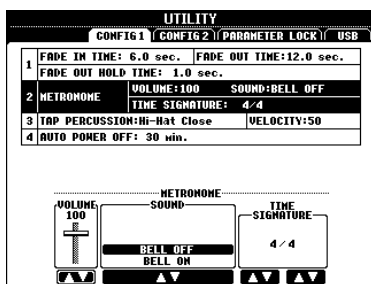 UTILITY
CONFIG 1 CONFIG 2 PARAMETER LOCK USB
1 FADE IN TIME: 6.0 sec. FADE OUT TIME:12.0 sec.
FADE OUT HOLD TIME: 1.0 sec.
2 METRONOME VOLUME:100 SOUND:BELL OFF
TIME SIGNATURE: 4/4
3 TAP PERCUSSION:Hi-Hat Close VELOCITY:50
4 AUTO POWER OFF: 30 min.
METRONOME
VOLUME SOUND TIME SIGNATURE
100
4/4
BELL OFF
BELL ON